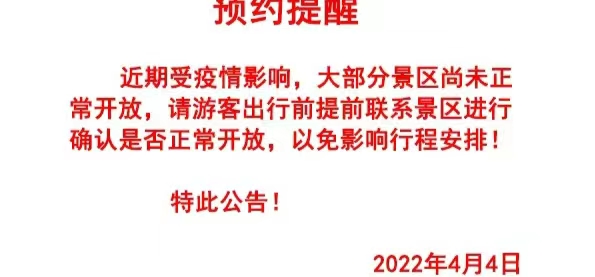 预约提醒
近期受疫情影响，大部分景区尚未正
常开放，请游客出行前提前联系景区进行
确认是否正常开放，以免影响行程安排！
特此公告！
2022年4月4日